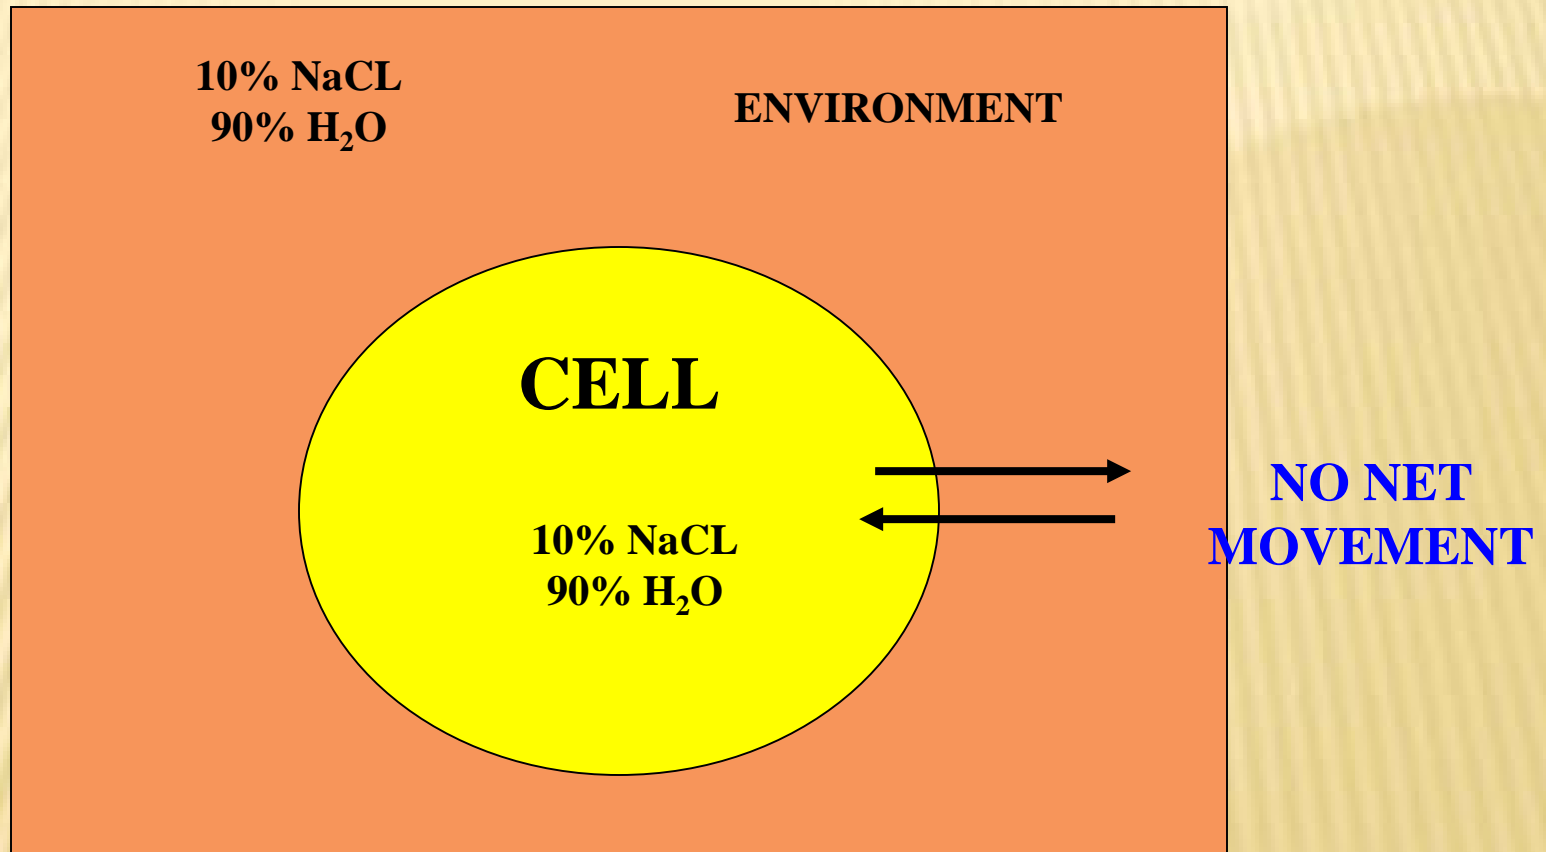 10% NaCL
90% H₂O
ENVIRONMENT
CELL
10% NaCL
90% H₂O
NO NET
MOVEMENT